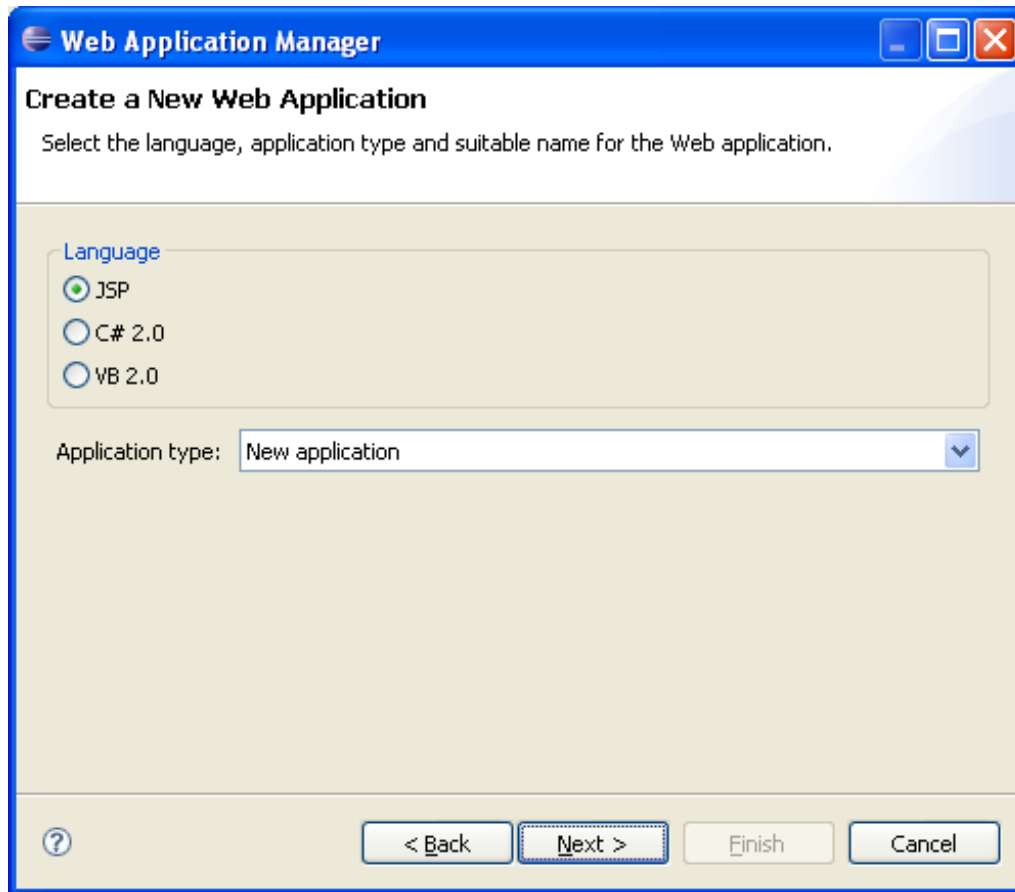 Web Application Manager
Create a New Web Application
Select the language, application type and suitable name for the Web application.
Language
JSP
C# 2.0
VB 2.0
Application type: New application
? < Back Next > Finish Cancel